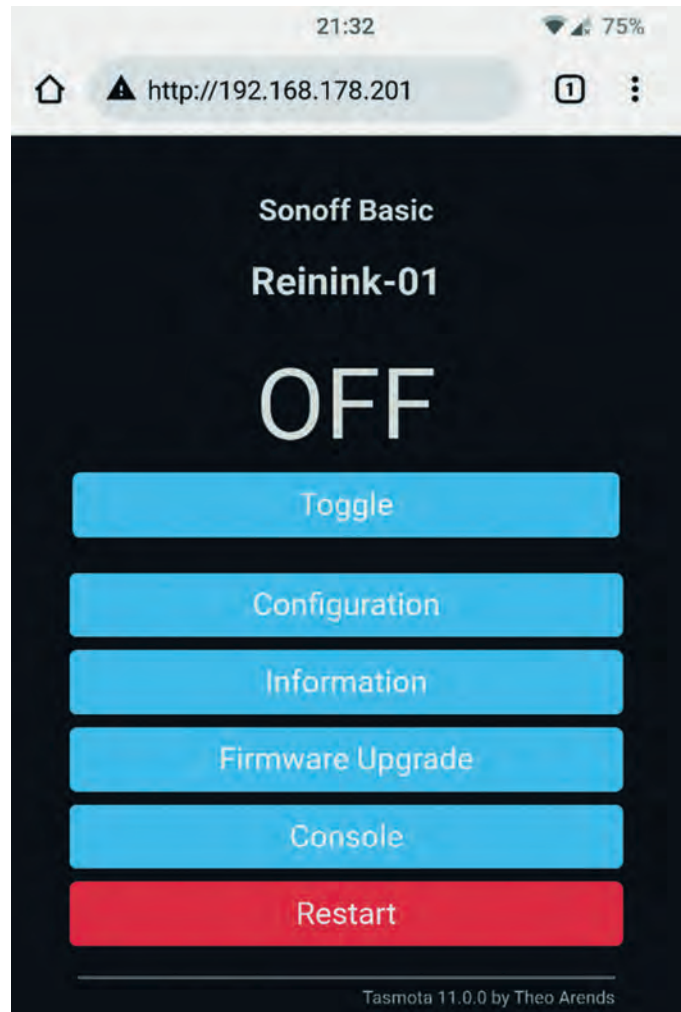 21:32 75%
http://192.168.178.201 1
Sonoff Basic
Reinink-01
OFF
Toggle
Configuration
Information
Firmware Upgrade
Console
Restart
Tasmota 11.0.0 by Theo Arends